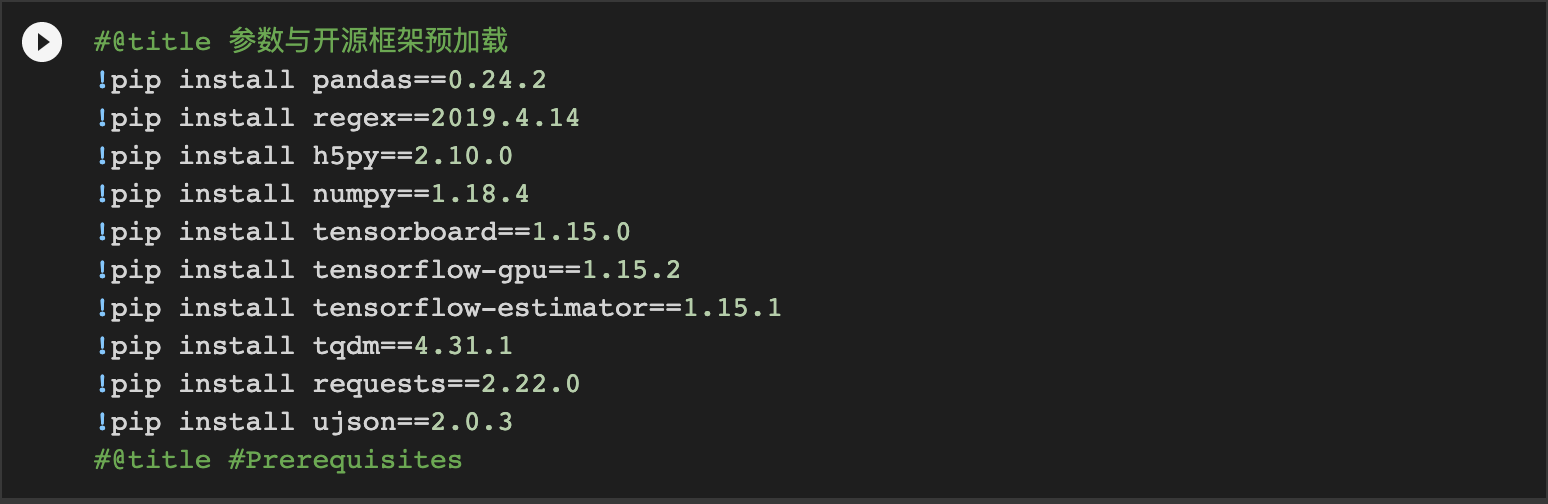 #@title 参数与开源框架预加载
!pip install pandas==0.24.2
!pip install regex==2019.4.14
!pip install h5py==2.10.0
!pip install numpy==1.18.4
!pip install tensorboard==1.15.0
!pip install tensorflow-gpu==1.15.2
!pip install tensorflow-estimator==1.15.1
!pip install tqdm==4.31.1
!pip install requests==2.22.0
!pip install ujson==2.0.3
#@title #Prerequisites